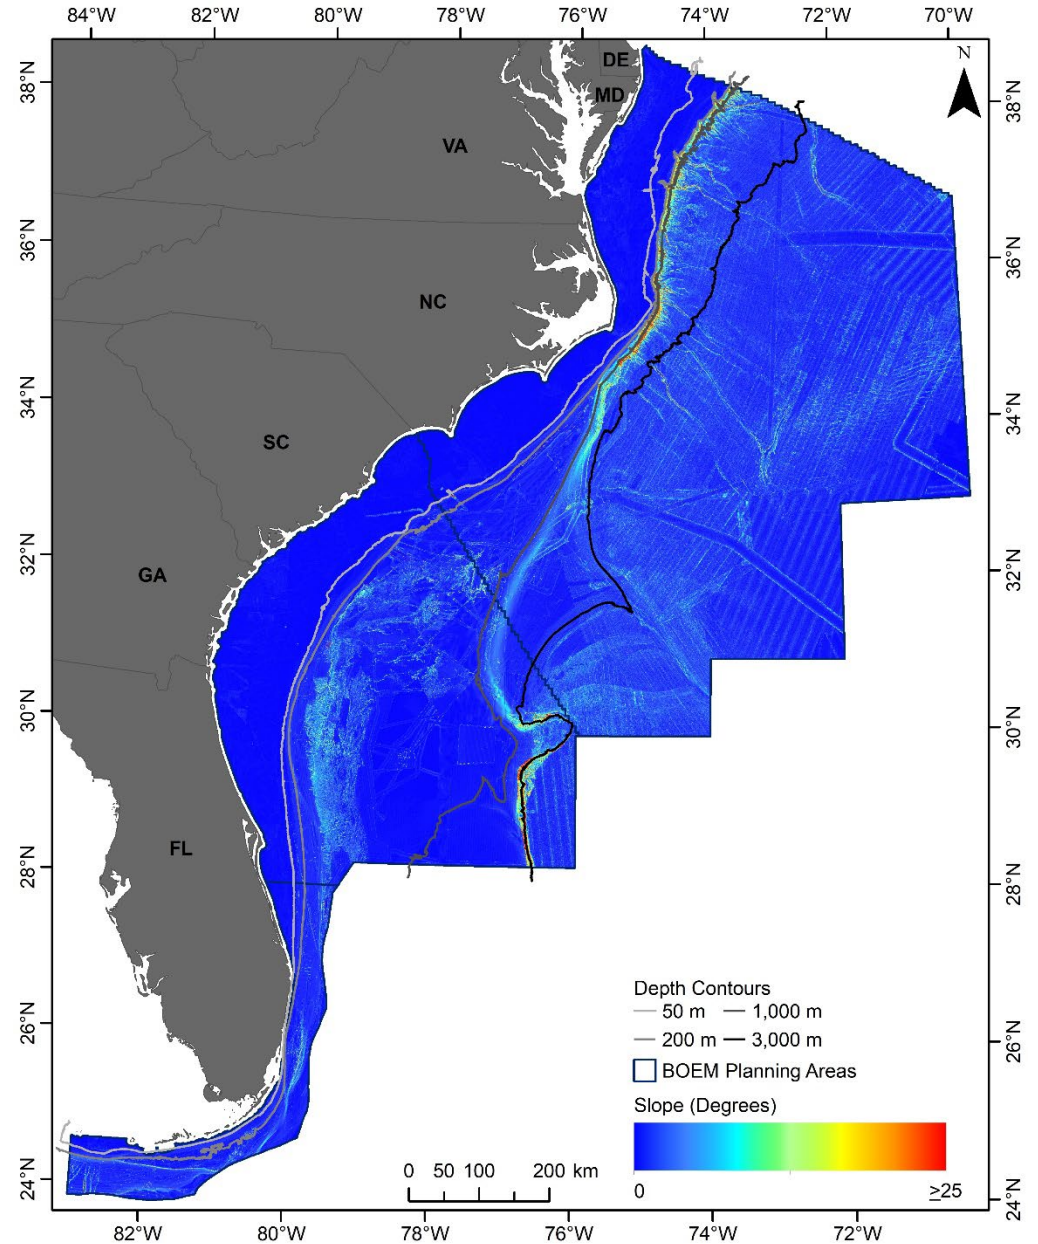 84°W 82°W 80°W 78°W 76°W 74°W 72°W 70°W
N
38°N 38°N
DE
MD
VA
36°N 36°N
NC
34°N 34°N
SC
32°N 32°N
GA
30°N 30°N
FL
28°N 28°N
26°N 26°N
Depth Contours
50 m 1,000 m
200 m 3,000 m
BOEM Planning Areas
Slope (Degrees)
0 ≥25
0 50 100 200 km
24°N 24°N
82°W 80°W 78°W 76°W 74°W 72°W